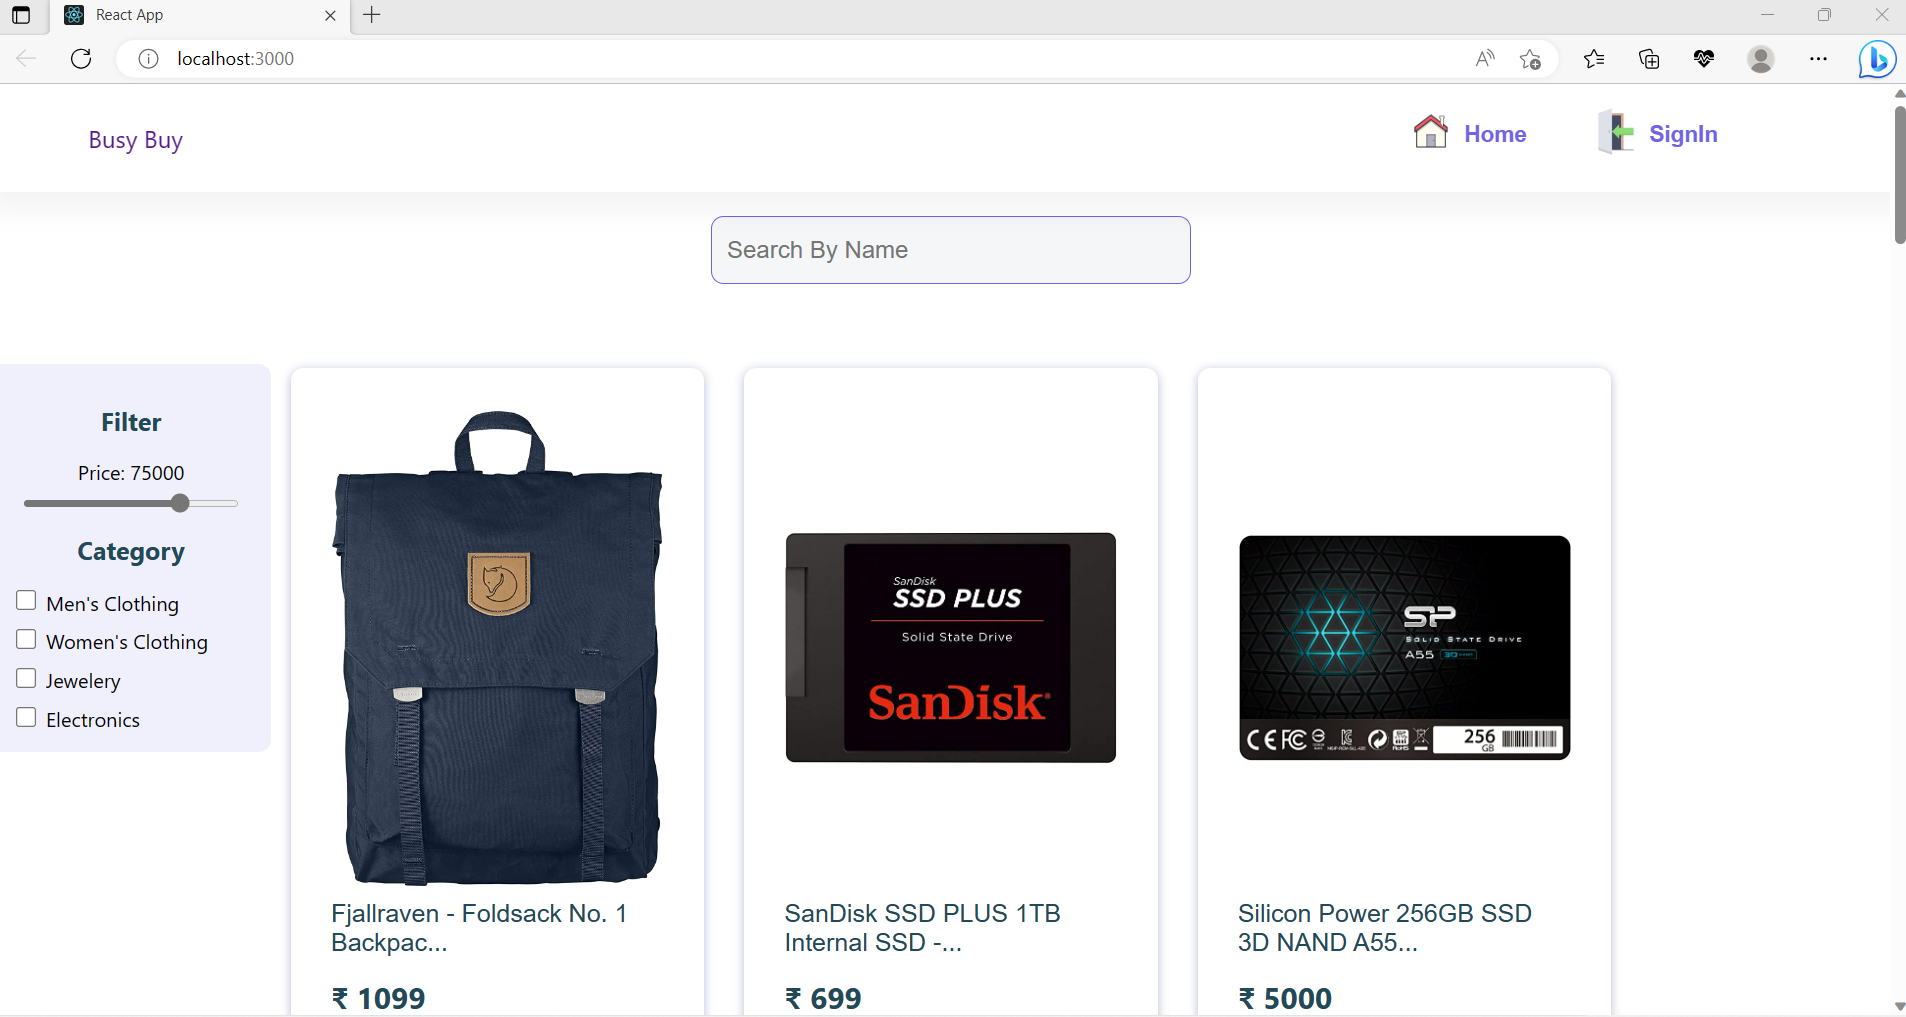 React App
localhost:3000
Busy Buy
Home
SignIn
Search By Name
Filter
Price: 75000
Category
Men's Clothing
Women's Clothing
Jewelery
Electronics
SanDisk
SSD PLUS
Solid State Drive
SanDisk
SP
SOLID STATE DRIVE
A55
256
GB
Fjallraven - Foldsack No. 1
Backpac...
₹ 1099
SanDisk SSD PLUS 1TB
Internal SSD -...
₹ 699
Silicon Power 256GB SSD
3D NAND A55...
₹ 5000